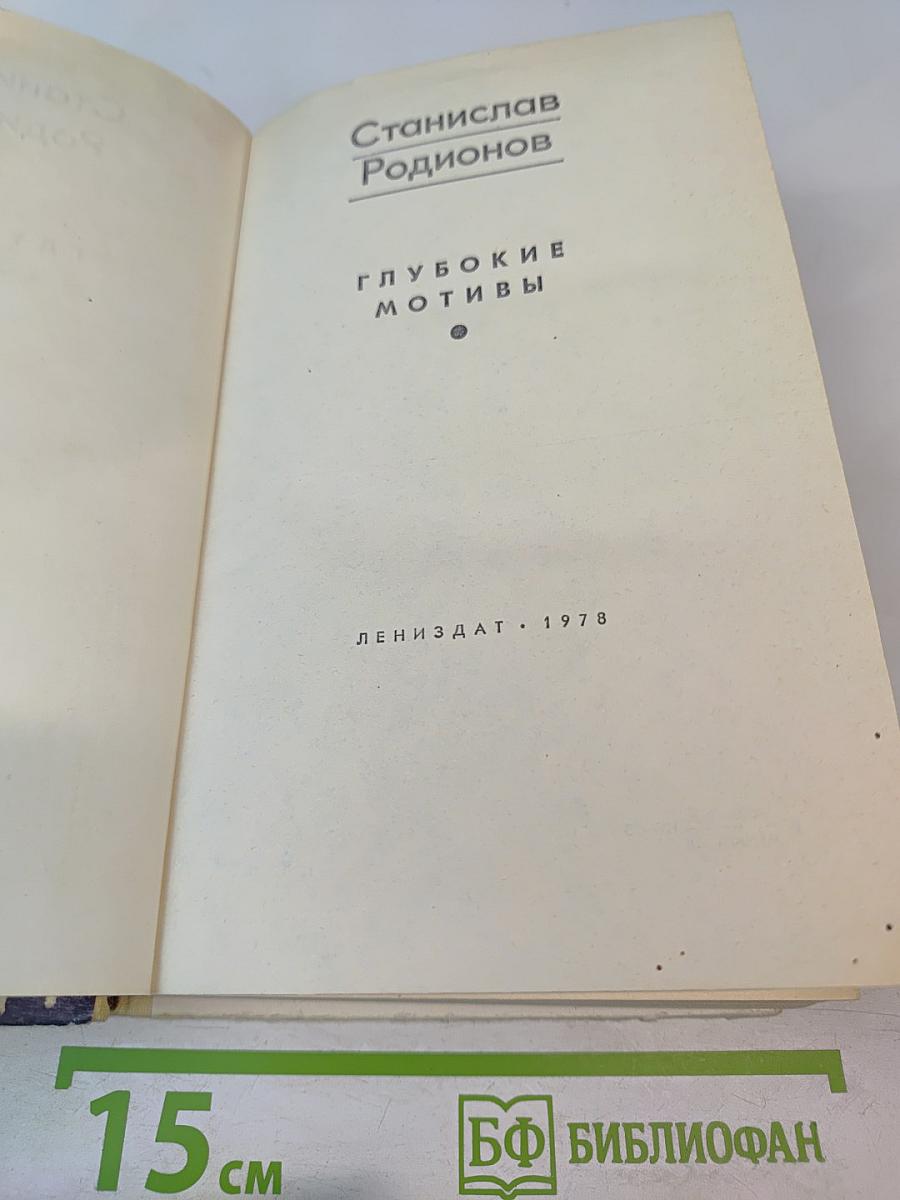 Станислав
Родионов
ГЛУБОКИЕ
МОТИВЫ
ЛЕНИЗДАТ • 1978
15 см
БФ БИБЛИОФАН